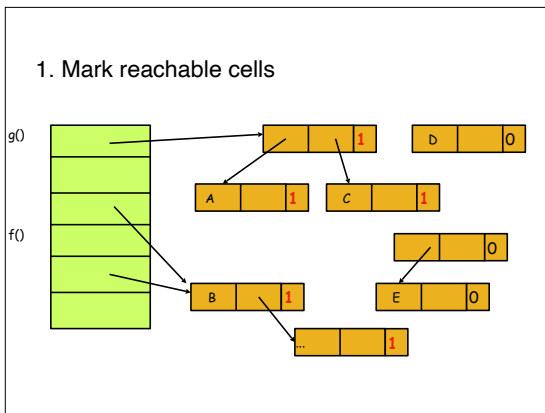 1. Mark reachable cells
g()
1
D 0
A 1
C 1
f()
0
B 1
E 0
... 1